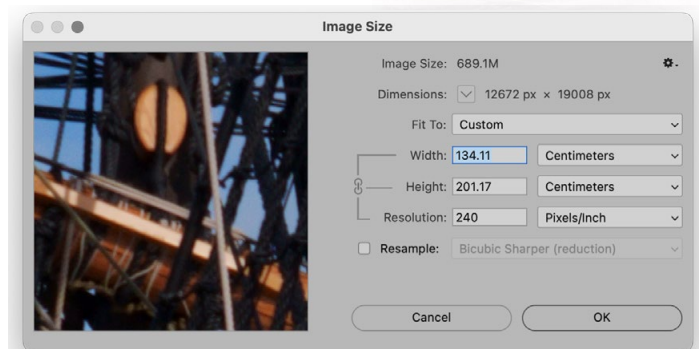 Image Size
Image Size: 689.1M
Dimensions: 12672 px × 19008 px
Fit To: Custom
Width: 134.11 Centimeters
Height: 201.17 Centimeters
Resolution: 240 Pixels/Inch
Resample: Bicubic Sharper (reduction)
Cancel OK